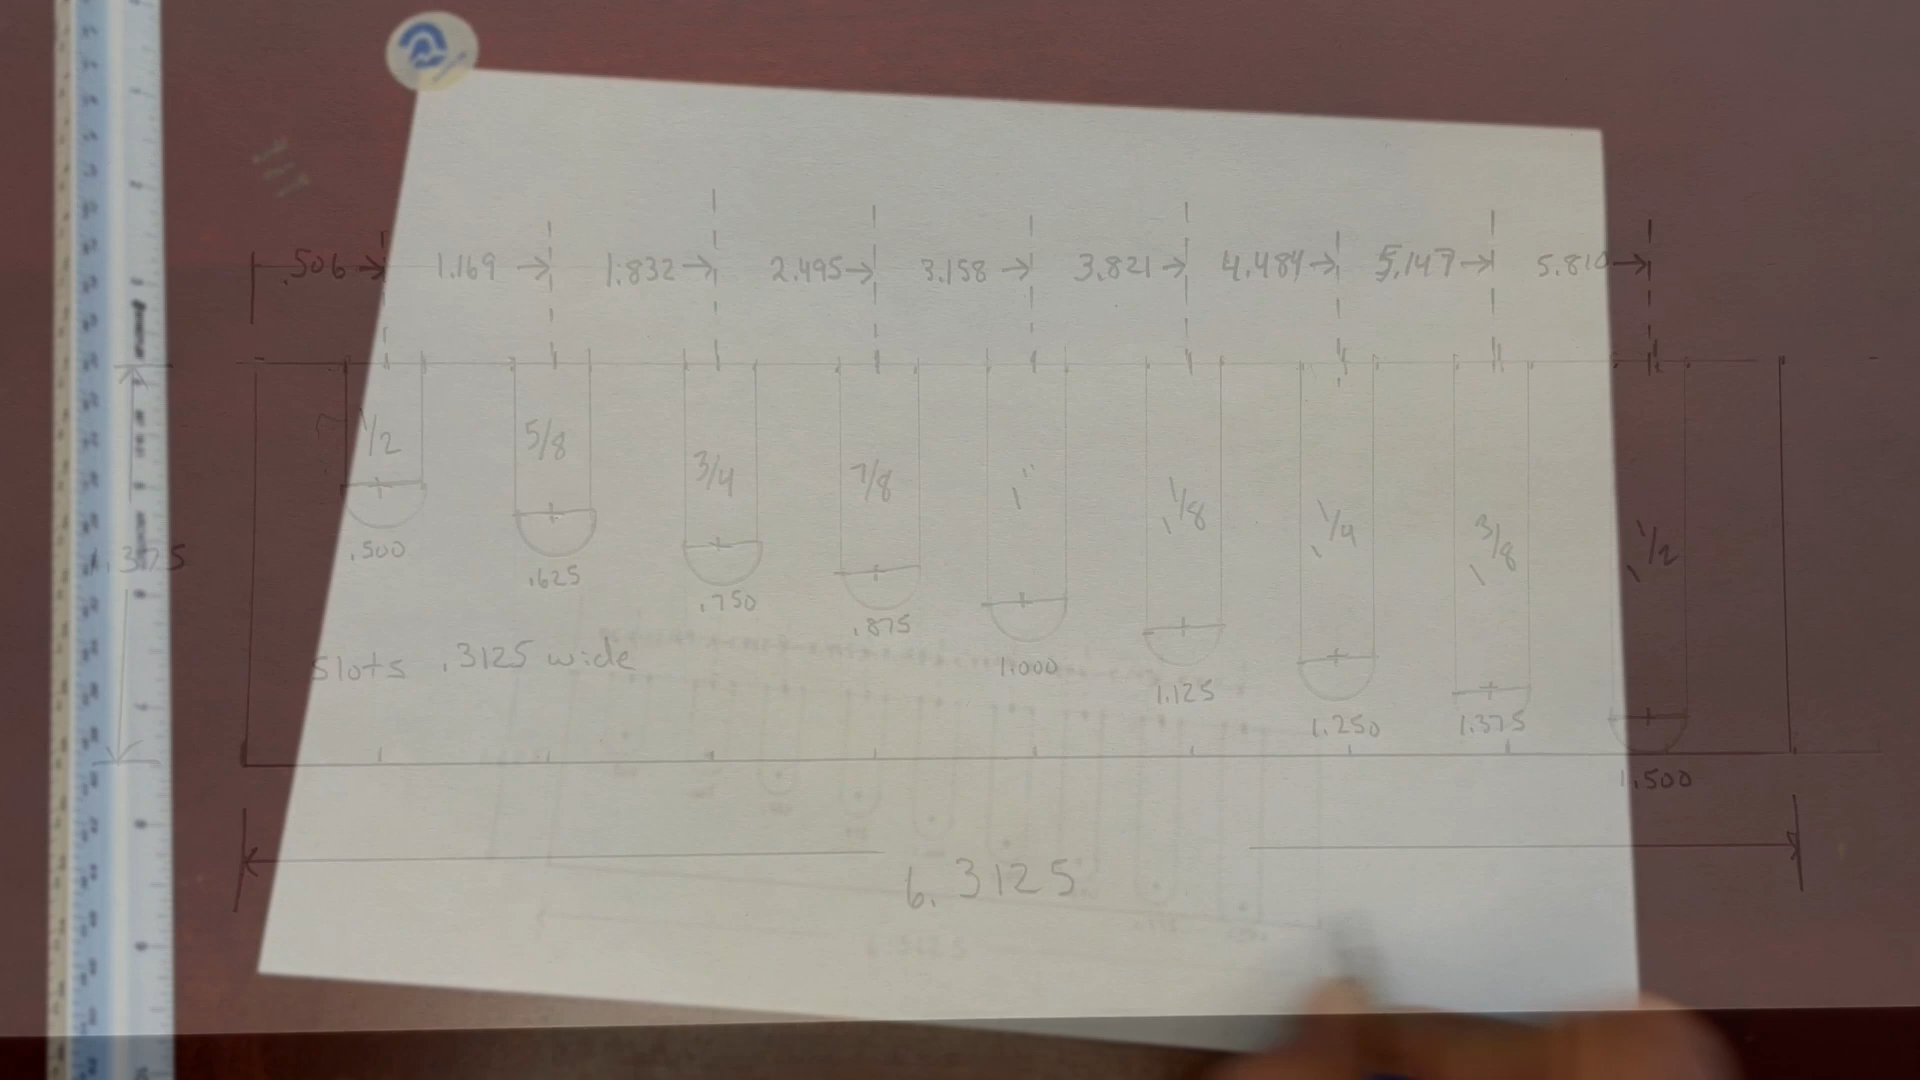 .506 1.169 1.832 2.495 3.158 3.821 4.484 5.147 5.810
1/2 5/8 3/4 7/8 1" 1 1/8 1 1/4 1 3/8 1 1/2
.500 .625 .750 .875 1.000 1.125 1.250 1.375 1.500
Slots .3125 wide
6.3125